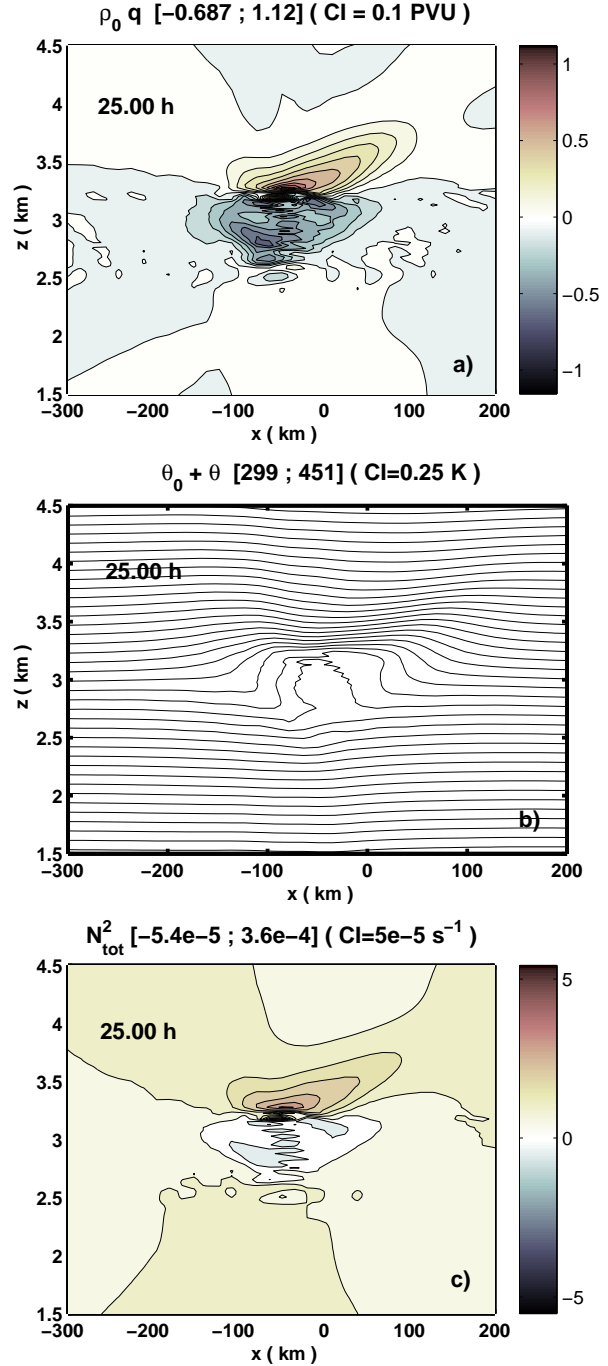 ρ₀ q [−0.687 ; 1.12] ( CI = 0.1 PVU )
4.5
4
3.5
3
2.5
2
1.5
z ( km )
25.00 h
a)
1
0.5
0
−0.5
−1
−300 −200 −100 0 100 200
x ( km )
θ₀ + θ [299 ; 451] ( CI=0.25 K )
4.5
4
3.5
3
2.5
2
1.5
z ( km )
25.00 h
b)
−300 −200 −100 0 100 200
x ( km )
N²tot [−5.4e−5 ; 3.6e−4] ( CI=5e−5 s⁻¹ )
4.5
4
3.5
3
2.5
2
1.5
z ( km )
25.00 h
c)
5
0
−5
−300 −200 −100 0 100 200
x ( km )